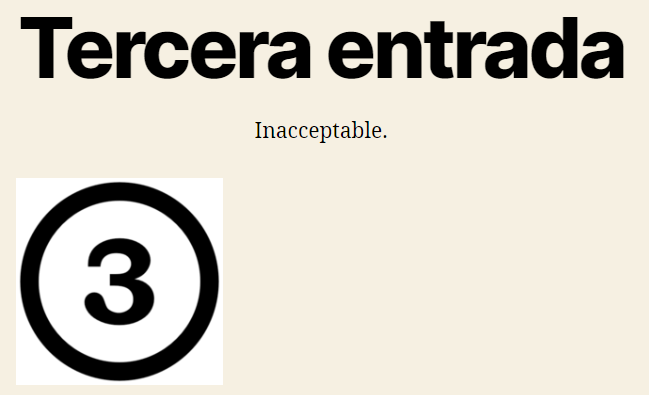 Tercera entrada
Inacceptable.
3